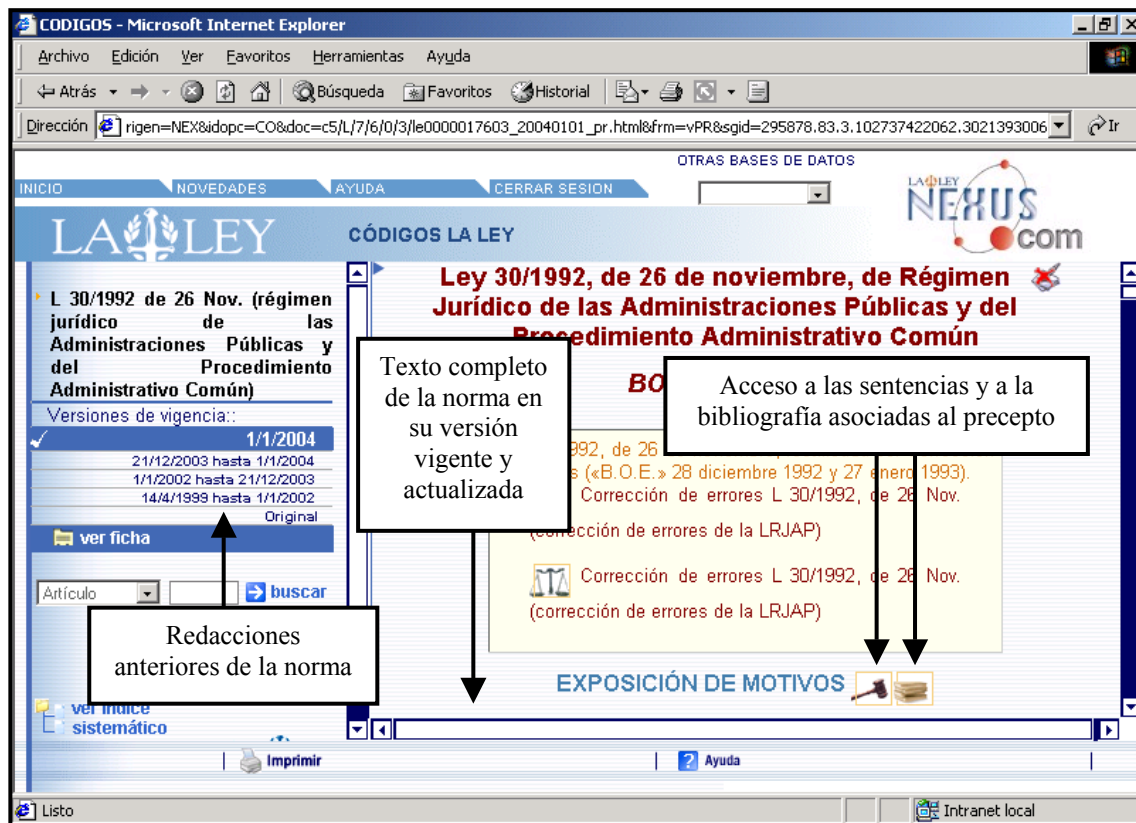 CODIGOS - Microsoft Internet Explorer
Archivo Edición Ver Favoritos Herramientas Ayuda
Atrás Búsqueda Favoritos Historial
Dirección rigen=NEX&idopc=CO&doc=c5/L/7/6/0/3/le0000017603_20040101_pr.html&frm=vPR&sgid=295878.83.3.102737422062.3021393006 Ir
OTRAS BASES DE DATOS
INICIO NOVEDADES AYUDA CERRAR SESION
LA LEY
CÓDIGOS LA LEY
LA LEY
NEXUS
com
L 30/1992 de 26 Nov. (régimen
jurídico de las
Administraciones Públicas y
del Procedimiento
Administrativo Común)
Versiones de vigencia::
1/1/2004
21/12/2003 hasta 1/1/2004
1/1/2002 hasta 21/12/2003
14/4/1999 hasta 1/1/2002
Original
ver ficha
Artículo buscar
Redacciones
anteriores de la norma
ver índice
sistemático
Ley 30/1992, de 26 de noviembre, de Régimen
Jurídico de las Administraciones Públicas y del
Procedimiento Administrativo Común
Texto completo
de la norma en
su versión
vigente y
actualizada
BO
Acceso a las sentencias y a la
bibliografía asociadas al precepto
992, de 26
s («B.O.E.» 28 diciembre 1992 y 27 enero 1993).
Corrección de errores L 30/1992, de 26 Nov.
(corrección de errores de la LRJAP)
Corrección de errores L 30/1992, de 26 Nov.
(corrección de errores de la LRJAP)
EXPOSICIÓN DE MOTIVOS
Imprimir Ayuda
Listo Intranet local